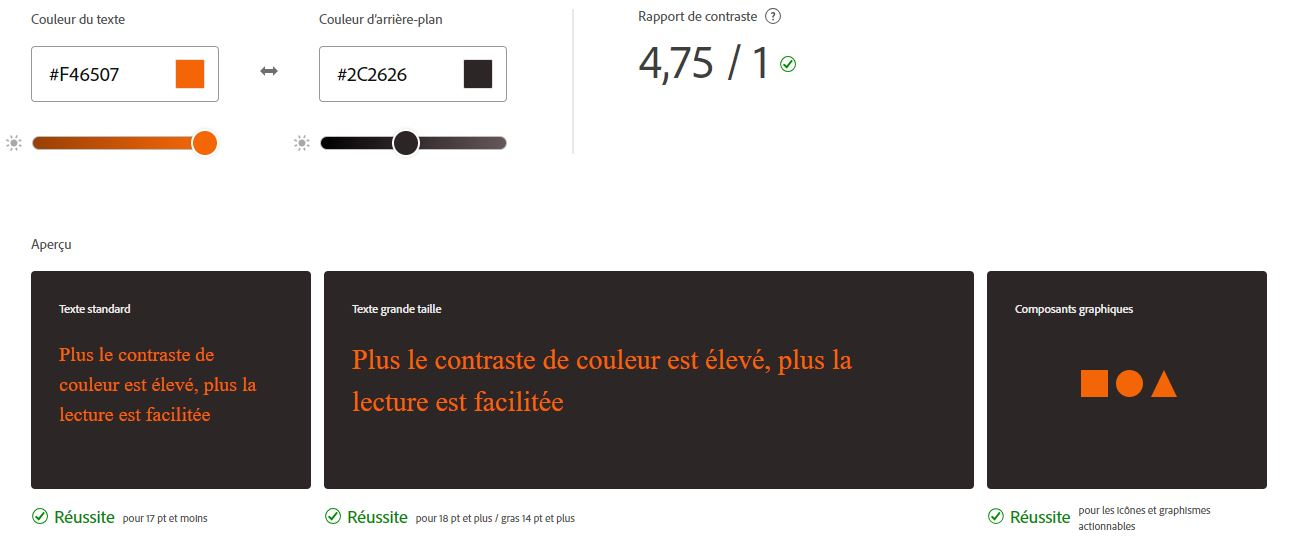 Couleur du texte
Couleur d'arrière-plan
Rapport de contraste ?
#F46507
#2C2626
4,75 / 1
Aperçu
Texte standard
Plus le contraste de
couleur est élevé, plus la
lecture est facilitée
Réussite pour 17 pt et moins
Texte grande taille
Plus le contraste de couleur est élevé, plus la
lecture est facilitée
Réussite pour 18 pt et plus / gras 14 pt et plus
Composants graphiques
Réussite pour les icônes et graphismes
actionnables